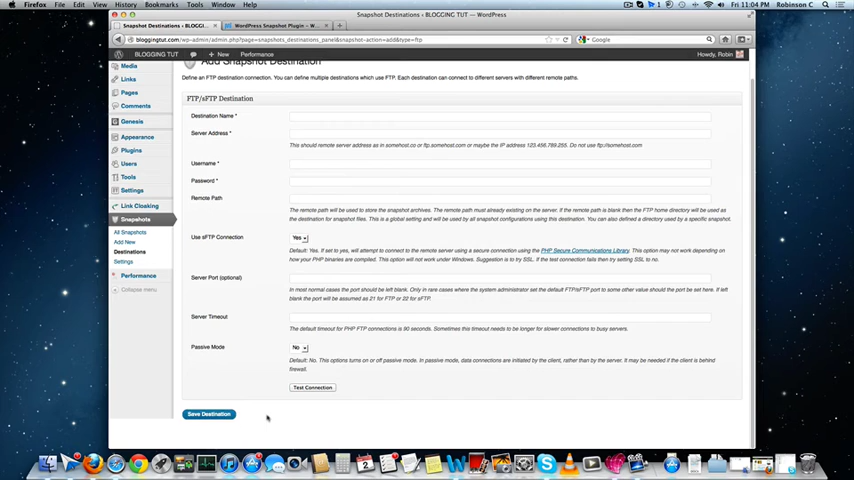 Firefox File Edit View History Bookmarks Tools Window Help
Fri 11:04 PM Robinson C
Snapshot Destinations ‹ BLOGGING TUT — WordPress
Snapshot Destinations ‹ BLOGGI...
WordPress Snapshot Plugin - W...
bloggingtut.com/wp-admin/admin.php?page=snapshots_destinations_panel&snapshot-action=add&type=ftp
Google
BLOGGING TUT
+ New
Performance
Howdy, Robin
Media
Links
Pages
Comments
Genesis
Appearance
Plugins
Users
Tools
Settings
Link Cloaking
Snapshots
All Snapshots
Add New
Destinations
Settings
Performance
Collapse menu
Add Snapshot Destination
Define an FTP destination connection. You can define multiple destinations which use FTP. Each destination can connect to different servers with different remote paths.
FTP/sFTP Destination
Destination Name *
Server Address *
This should remote server address as in somehost.co or ftp.somehost.com or maybe the IP address 123.456.789.255. Do not use ftp://somehost.com
Username *
Password *
Remote Path
The remote path will be used to store the snapshot archives. The remote path must already existing on the server. If the remote path is blank then the FTP home directory will be used as
the destination for snapshot files. This is a global setting and will be used by all snapshot configurations using this destination. You can also defined a directory used by a specific snapshot.
Use sFTP Connection
Yes
Default: Yes. If set to yes, will attempt to connect to the remote server using a secure connection using the PHP Secure Communications Library. This option may not work depending on
how your PHP binaries are compiled. This option will not work under Windows. Suggestion is to try SSL. If the test connection fails then try setting SSL to no.
Server Port (optional)
In most normal cases the port should be left blank. Only in rare cases where the system administrator set the default FTP/sFTP port to some other value should the port be set here. If left
blank the port will be assumed as 21 for FTP or 22 for sFTP.
Server Timeout
The default timeout for PHP FTP connections is 90 seconds. Sometimes this timeout needs to be longer for slower connections to busy servers.
Passive Mode
No
Default: No. This options turns on or off passive mode. In passive mode, data connections are initiated by the client, rather than by the server. It may be needed if the client is behind
firewall.
Test Connection
Save Destination